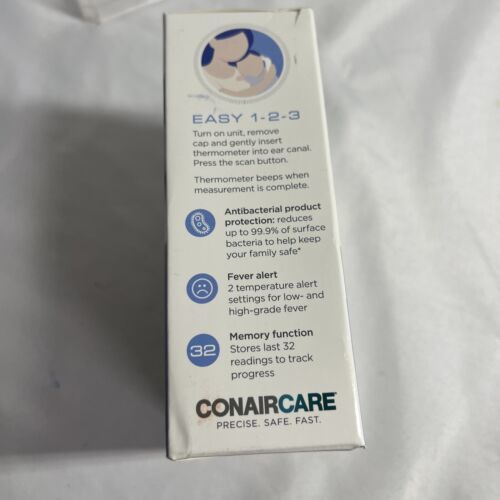 EASY 1-2-3
Turn on unit, remove
cap and gently insert
thermometer into ear canal.
Press the scan button.
Thermometer beeps when
measurement is complete.
Antibacterial product
protection: reduces
up to 99.9% of surface
bacteria to help keep
your family safe*
Fever alert
2 temperature alert
settings for low- and
high-grade fever
32
Memory function
Stores last 32
readings to track
progress
CONAIRCARE
PRECISE. SAFE. FAST.